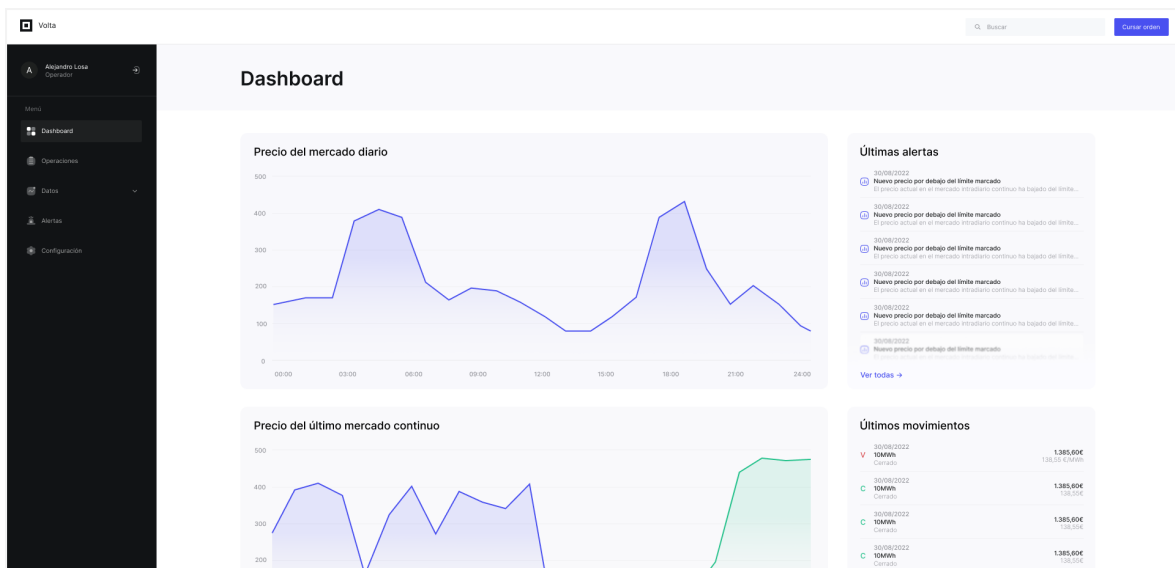 Volta
Buscar
Cursar orden
A
Alejandro Losa
Operador
Menú
Dashboard
Operaciones
Datos
Alertas
Configuración
Dashboard
Precio del mercado diario
500
400
300
200
100
0
00:00 03:00 06:00 09:00 12:00 15:00 18:00 21:00 24:00
Últimas alertas
30/08/2022
Nuevo precio por debajo del límite marcado
El precio actual en el mercado intradiario continuo ha bajado del límite...
30/08/2022
Nuevo precio por debajo del límite marcado
El precio actual en el mercado intradiario continuo ha bajado del límite...
30/08/2022
Nuevo precio por debajo del límite marcado
El precio actual en el mercado intradiario continuo ha bajado del límite...
30/08/2022
Nuevo precio por debajo del límite marcado
El precio actual en el mercado intradiario continuo ha bajado del límite...
30/08/2022
Nuevo precio por debajo del límite marcado
El precio actual en el mercado intradiario continuo ha bajado del límite...
30/08/2022
Nuevo precio por debajo del límite marcado
Ver todas →
Precio del último mercado continuo
500
400
300
200
Últimos movimientos
30/08/2022
V 10MWh 1.385,60€
Cerrado 138,55 €/MWh
30/08/2022
C 10MWh 1.385,60€
Cerrado 138,55€
30/08/2022
C 10MWh 1.385,60€
Cerrado 138,55€
30/08/2022
C 10MWh 1.385,60€
Cerrado 138,55€